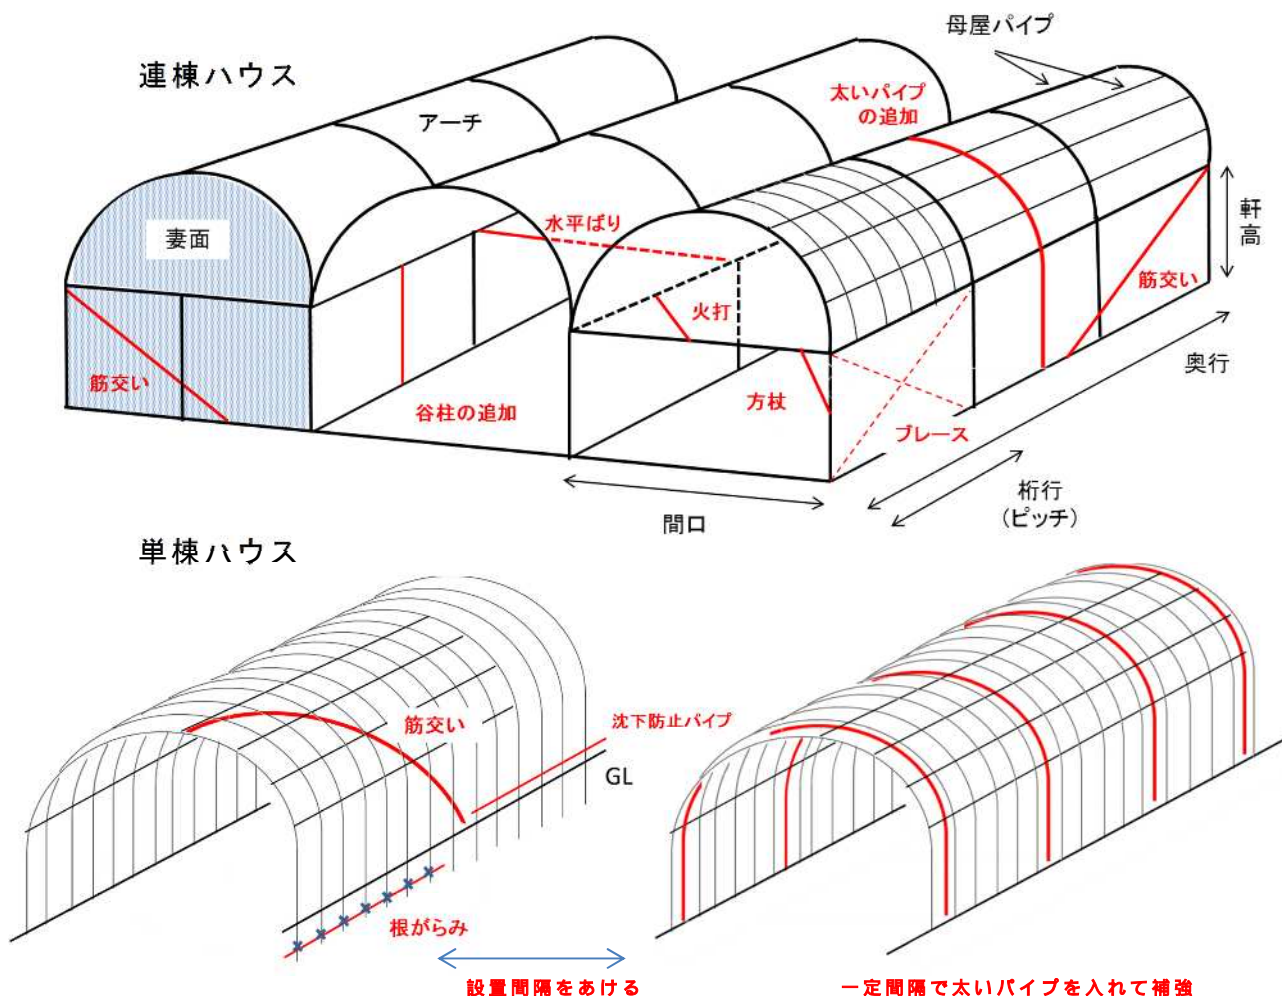 母屋パイプ
連棟ハウス
太いパイプ
の追加
アーチ
水平ばり
妻面
軒
高
筋交い
火打
奥行
筋交い
谷柱の追加
方杖
ブレース
桁行
(ピッチ)
間口
単棟ハウス
筋交い
沈下防止パイプ
GL
根がらみ
設置間隔をあける
一定間隔で太いパイプを入れて補強